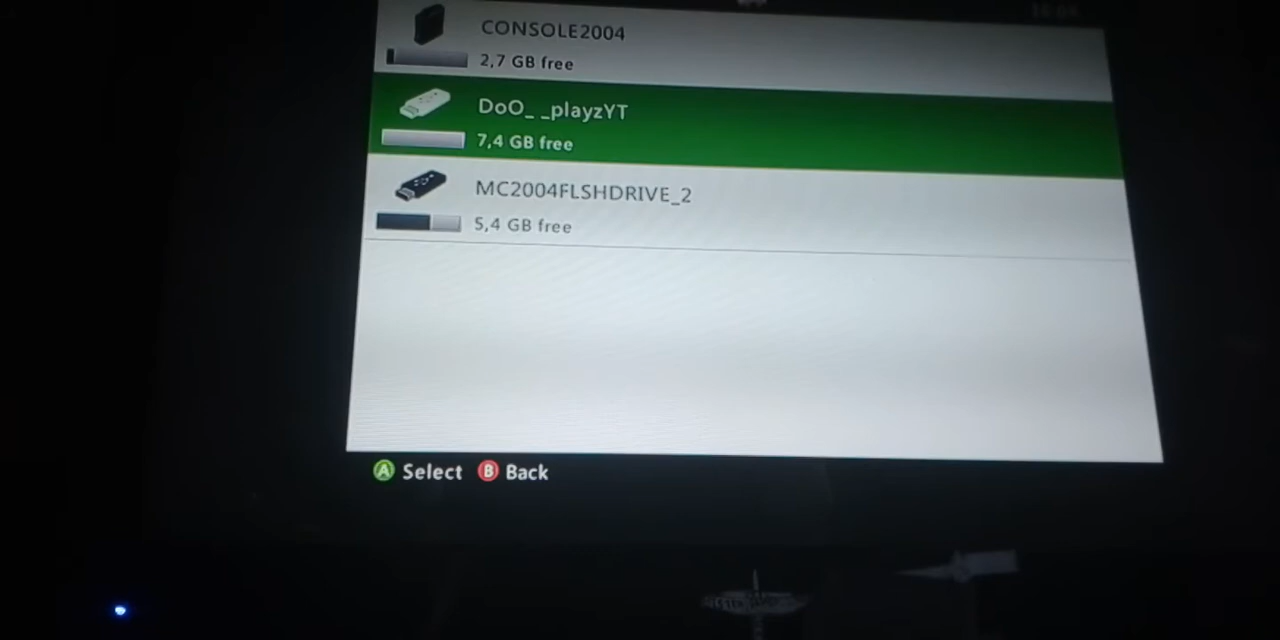 CONSOLE2004
2,7 GB free
DoO_ _playzYT
7,4 GB free
MC2004FLSHDRIVE_2
5,4 GB free
A Select B Back